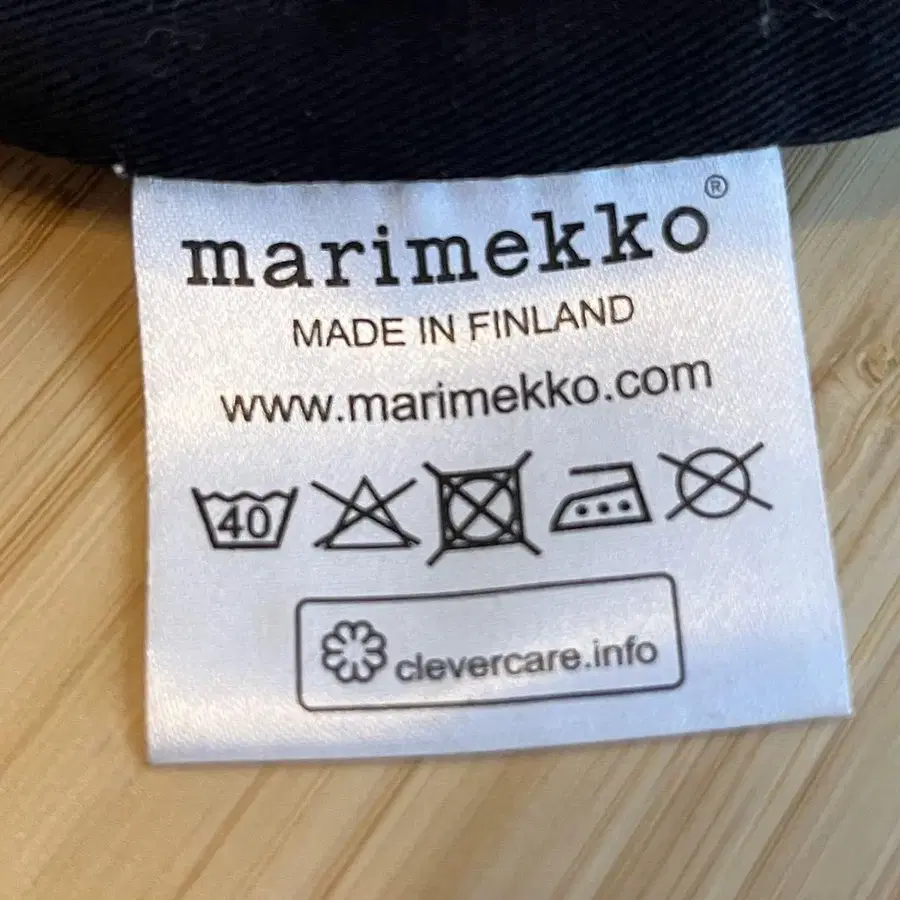 marimekko®
MADE IN FINLAND
www.marimekko.com
40
clevercare.info